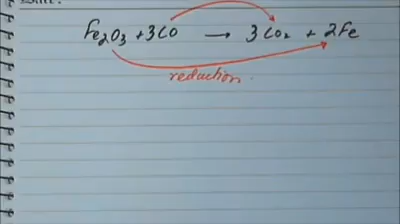 Fe₂O₃ + 3CO → 3CO₂ + 2Fe
reduction